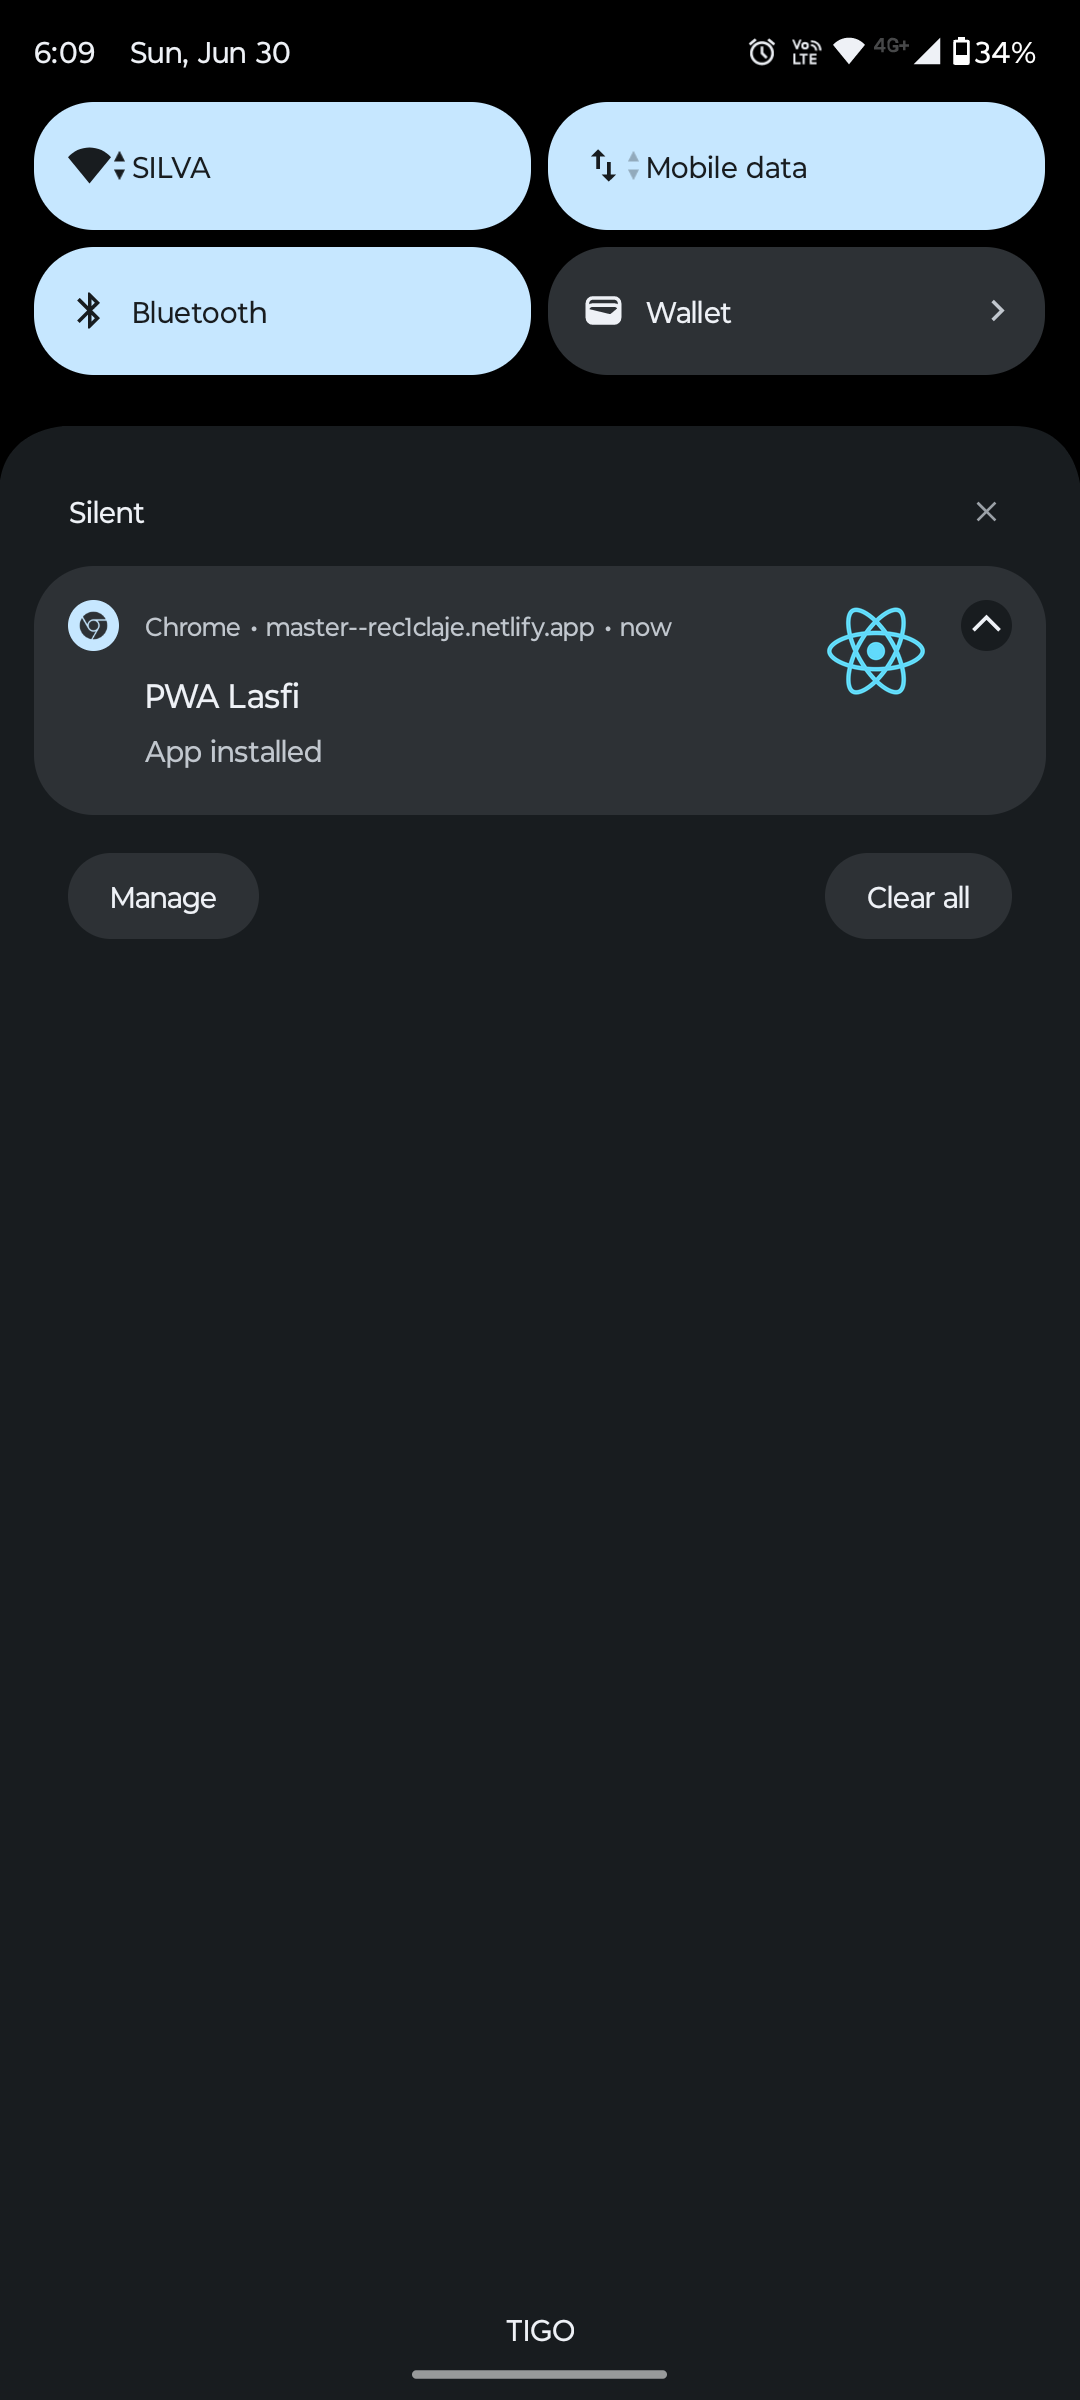 6:09 Sun, Jun 30 Vo LTE 4G+ 34%
SILVA Mobile data
Bluetooth Wallet
Silent
Chrome • master--rec1claje.netlify.app • now
PWA Lasfi
App installed
Manage Clear all
TIGO